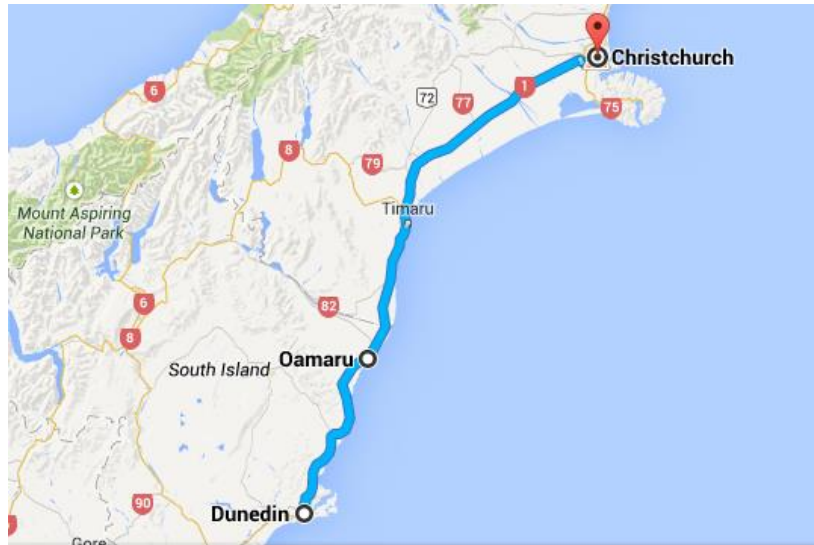 Christchurch
1
72
77
75
6
8
79
Mount Aspiring
National Park
Timaru
6
82
8
Oamaru
South Island
90
Dunedin
Gore